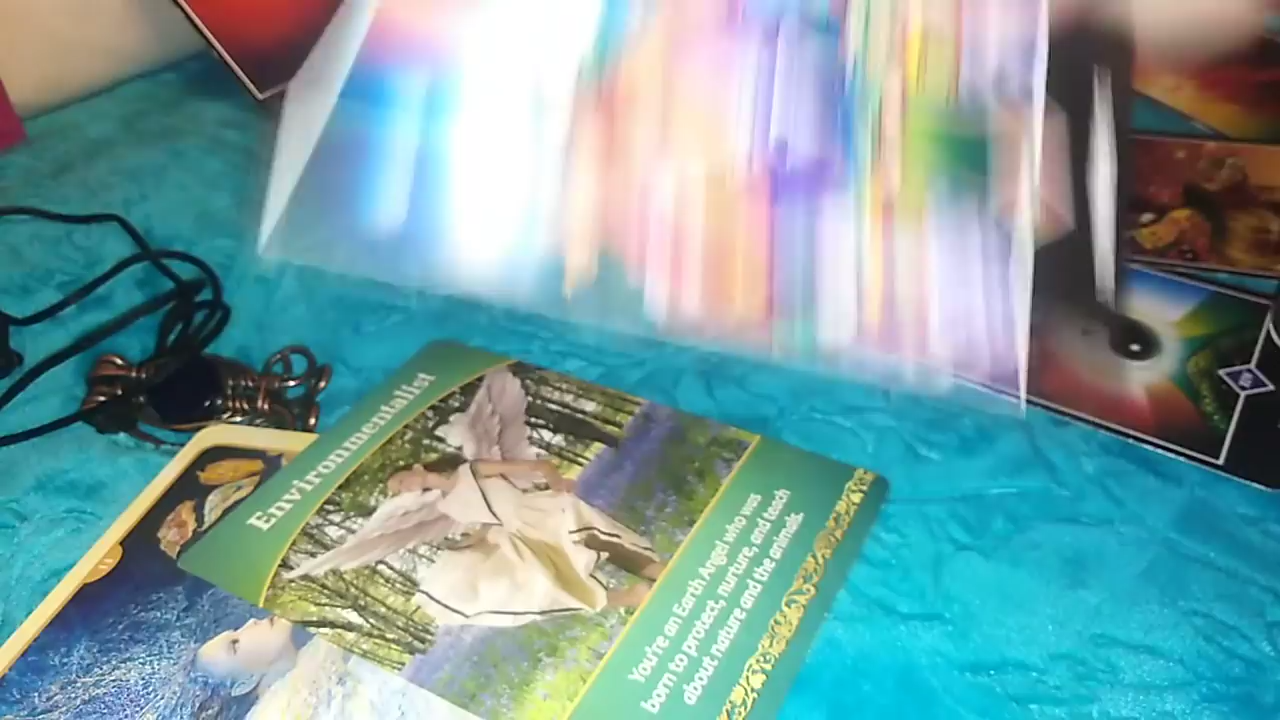 Environmentalist
You're an Earth Angel who was
born to protect, nurture, and teach
about nature and the animals.